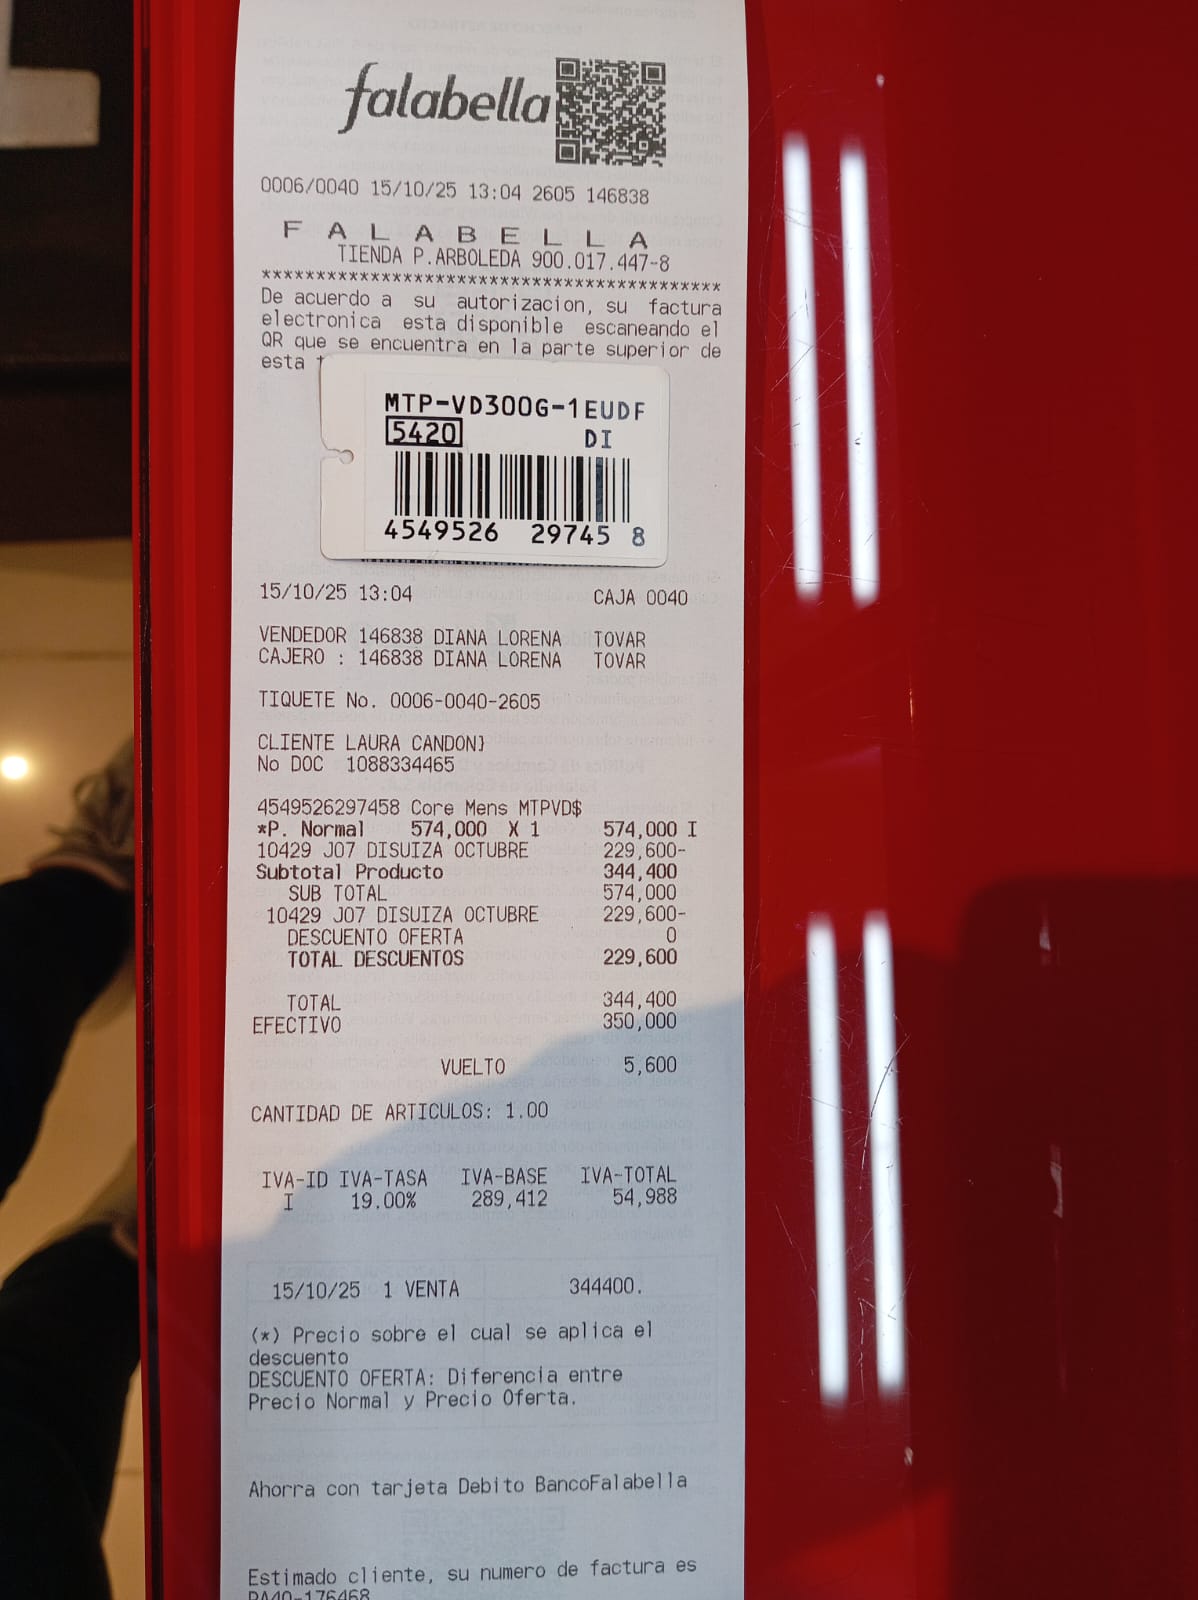 falabella
0006/0040 15/10/25 13:04 2605 146838
F A L A B E L L A
TIENDA P.ARBOLEDA 900.017.447-8
********************************************
De acuerdo a su autorizacion, su factura
electronica esta disponible escaneando el
QR que se encuentra en la parte superior de
esta
MTP-VD300G-1EUDF
5420 DI
4549526 29745 8
15/10/25 13:04 CAJA 0040
VENDEDOR 146838 DIANA LORENA TOVAR
CAJERO : 146838 DIANA LORENA TOVAR
TIQUETE No. 0006-0040-2605
CLIENTE LAURA CANDON}
No DOC 1088334465
4549526297458 Core Mens MTPVD$
*P. Normal 574,000 X 1 574,000 I
10429 J07 DISUIZA OCTUBRE 229,600-
Subtotal Producto 344,400
SUB TOTAL 574,000
10429 J07 DISUIZA OCTUBRE 229,600-
DESCUENTO OFERTA 0
TOTAL DESCUENTOS 229,600
TOTAL 344,400
EFECTIVO 350,000
VUELTO 5,600
CANTIDAD DE ARTICULOS: 1.00
IVA-ID IVA-TASA IVA-BASE IVA-TOTAL
I 19.00% 289,412 54,988
15/10/25 1 VENTA 344400.
(*) Precio sobre el cual se aplica el
descuento
DESCUENTO OFERTA: Diferencia entre
Precio Normal y Precio Oferta.
Ahorra con tarjeta Debito BancoFalabella
Estimado cliente, su numero de factura es